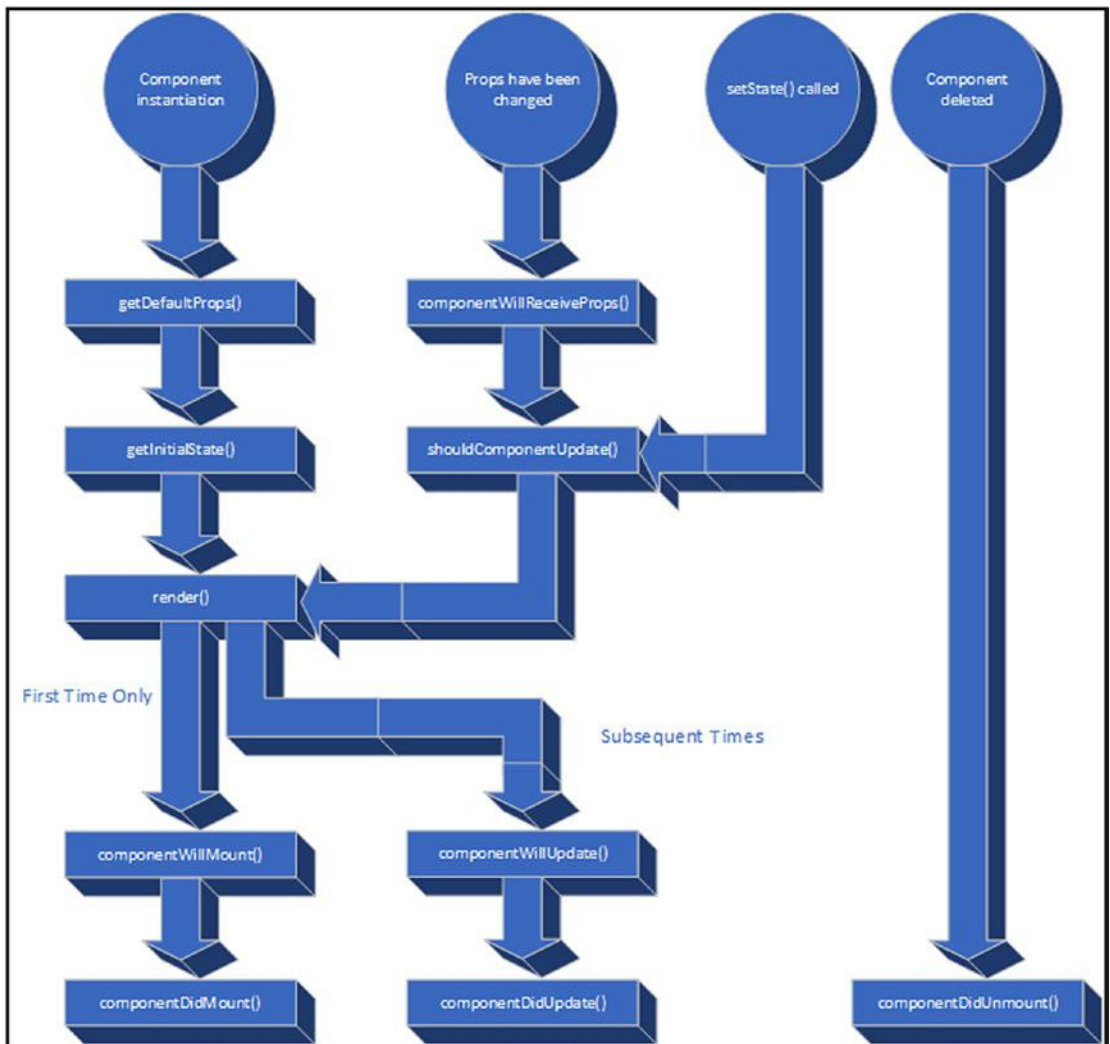 Component
instantiation
Props have been
changed
setState() called
Component
deleted
getDefaultProps()
componentWillReceiveProps()
getInitialState()
shouldComponentUpdate()
render()
First Time Only
Subsequent Times
componentWillMount()
componentWillUpdate()
componentDidMount()
componentDidUpdate()
componentDidUnmount()